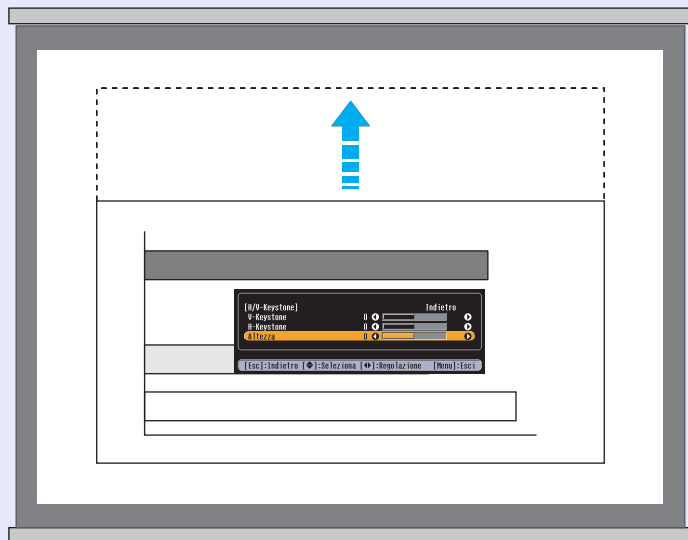 [H/V-Keystone] Indietro
V-Keystone 0
H-Keystone 0
Altezza 0
[Esc]:Indietro [◆]:Seleziona [◀▶]:Regolazione [Menu]:Esci